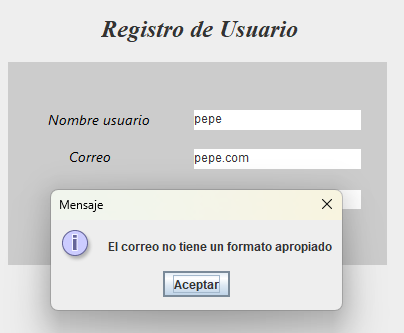 Registro de Usuario
Nombre usuario
pepe
Correo
pepe.com
Mensaje
i
El correo no tiene un formato apropiado
Aceptar